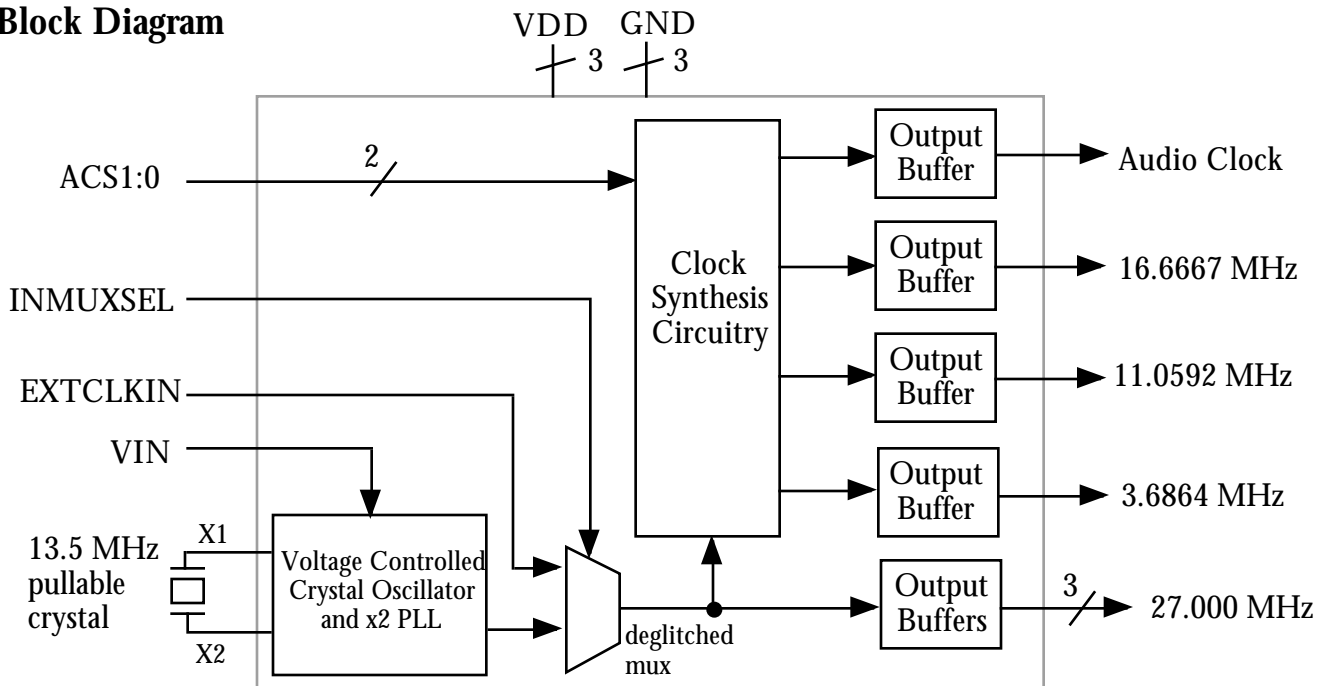 Block Diagram
VDD
GND
3
3
ACS1:0
2
INMUXSEL
EXTCLKIN
VIN
13.5 MHz
pullable
crystal
X1
X2
Voltage Controlled
Crystal Oscillator
and x2 PLL
deglitched
mux
Clock
Synthesis
Circuitry
Output
Buffer
Audio Clock
Output
Buffer
16.6667 MHz
Output
Buffer
11.0592 MHz
Output
Buffer
3.6864 MHz
Output
Buffers
3
27.000 MHz